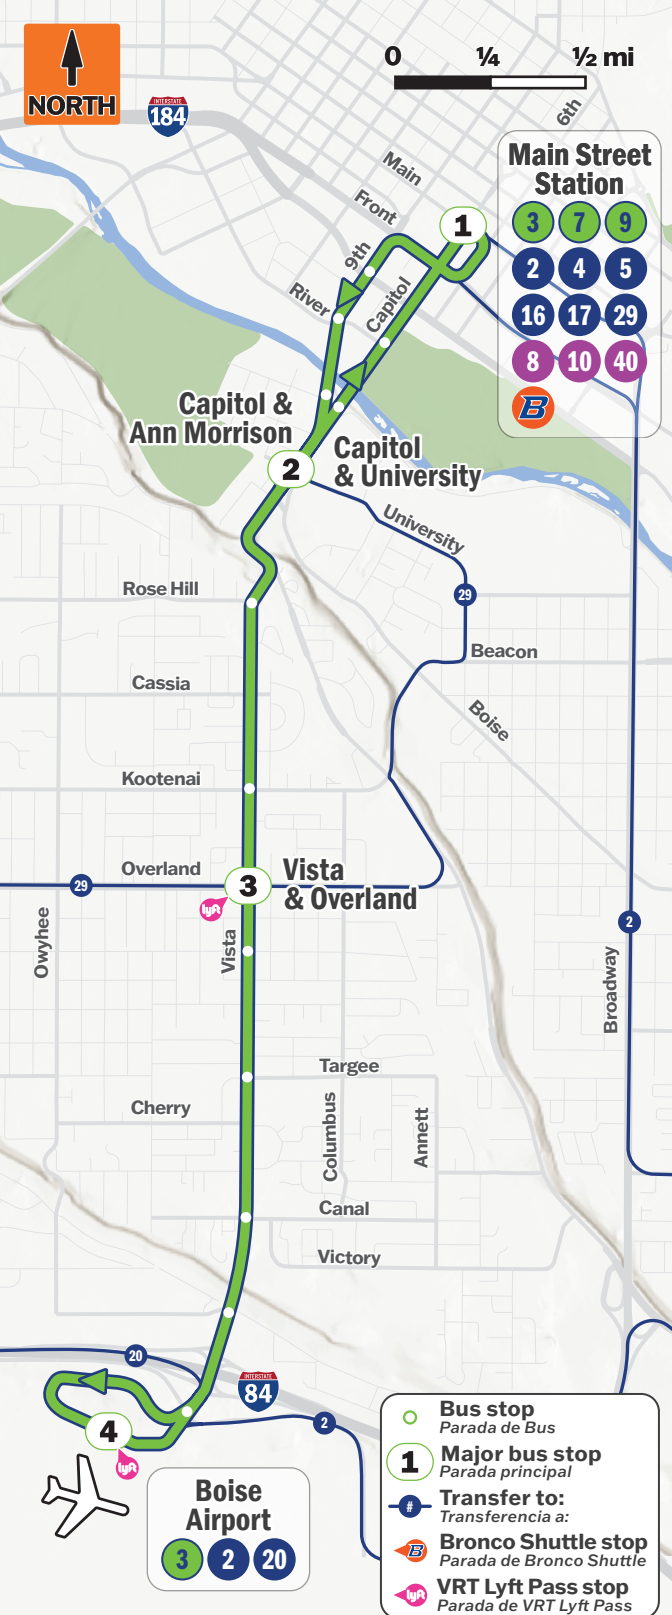 NORTH
INTERSTATE
184
0 ¼ ½ mi
6th
Main
Front
9th
River
Capitol
1
Main Street
Station
3 7 9
2 4 5
16 17 29
8 10 40
B
Capitol &
Ann Morrison
2
Capitol
& University
University
29
Rose Hill
Beacon
Cassia
Boise
Kootenai
Overland
29
3
Vista
& Overland
lyft
Owyhee
Vista
2
Broadway
Targee
Cherry
Columbus
Annett
Canal
Victory
20
INTERSTATE
84
2
4
lyft
Boise
Airport
3 2 20
Bus stop
Parada de Bus
1
Major bus stop
Parada principal
#
Transfer to:
Transferencia a:
B
Bronco Shuttle stop
Parada de Bronco Shuttle
lyft
VRT Lyft Pass stop
Parada de VRT Lyft Pass